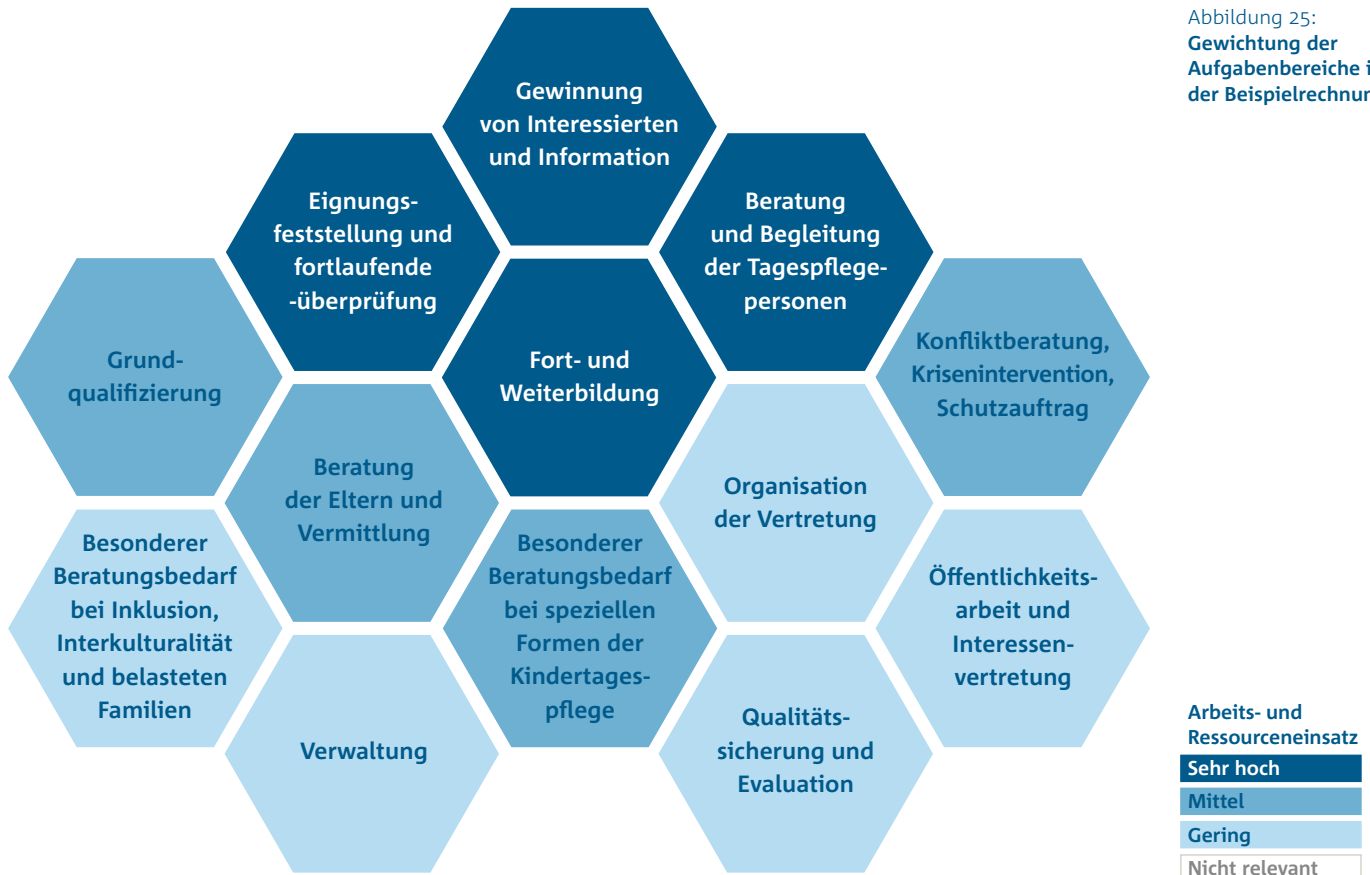 Abbildung 25:
Gewichtung der
Aufgabenbereiche i
der Beispielrechnun
Gewinnung
von Interessierten
und Information
Eignungs-
feststellung und
fortlaufende
-überprüfung
Beratung
und Begleitung
der Tagespflege-
personen
Grund-
qualifizierung
Fort- und
Weiterbildung
Konfliktberatung,
Krisenintervention,
Schutzauftrag
Beratung
der Eltern und
Vermittlung
Organisation
der Vertretung
Besonderer
Beratungsbedarf
bei Inklusion,
Interkulturalität
und belasteten
Familien
Besonderer
Beratungsbedarf
bei speziellen
Formen der
Kindertages-
pflege
Öffentlichkeits-
arbeit und
Interessen-
vertretung
Verwaltung
Qualitäts-
sicherung und
Evaluation
Arbeits- und
Ressourceneinsatz
Sehr hoch
Mittel
Gering
Nicht relevant